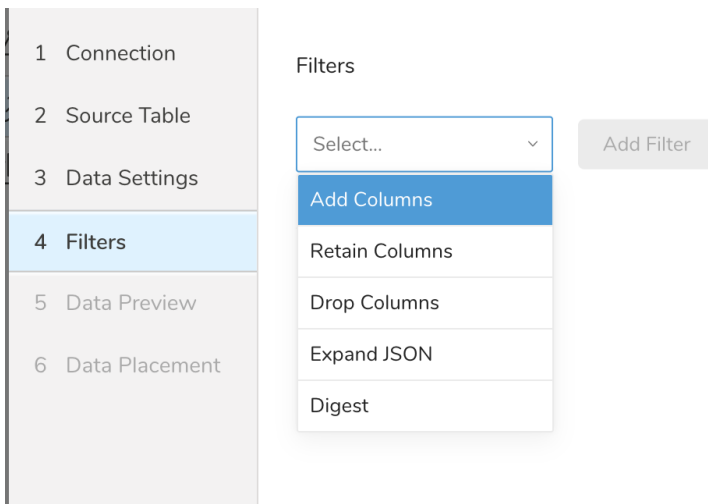 1 Connection
2 Source Table
3 Data Settings
4 Filters
5 Data Preview
6 Data Placement
Filters
Select...
Add Filter
Add Columns
Retain Columns
Drop Columns
Expand JSON
Digest